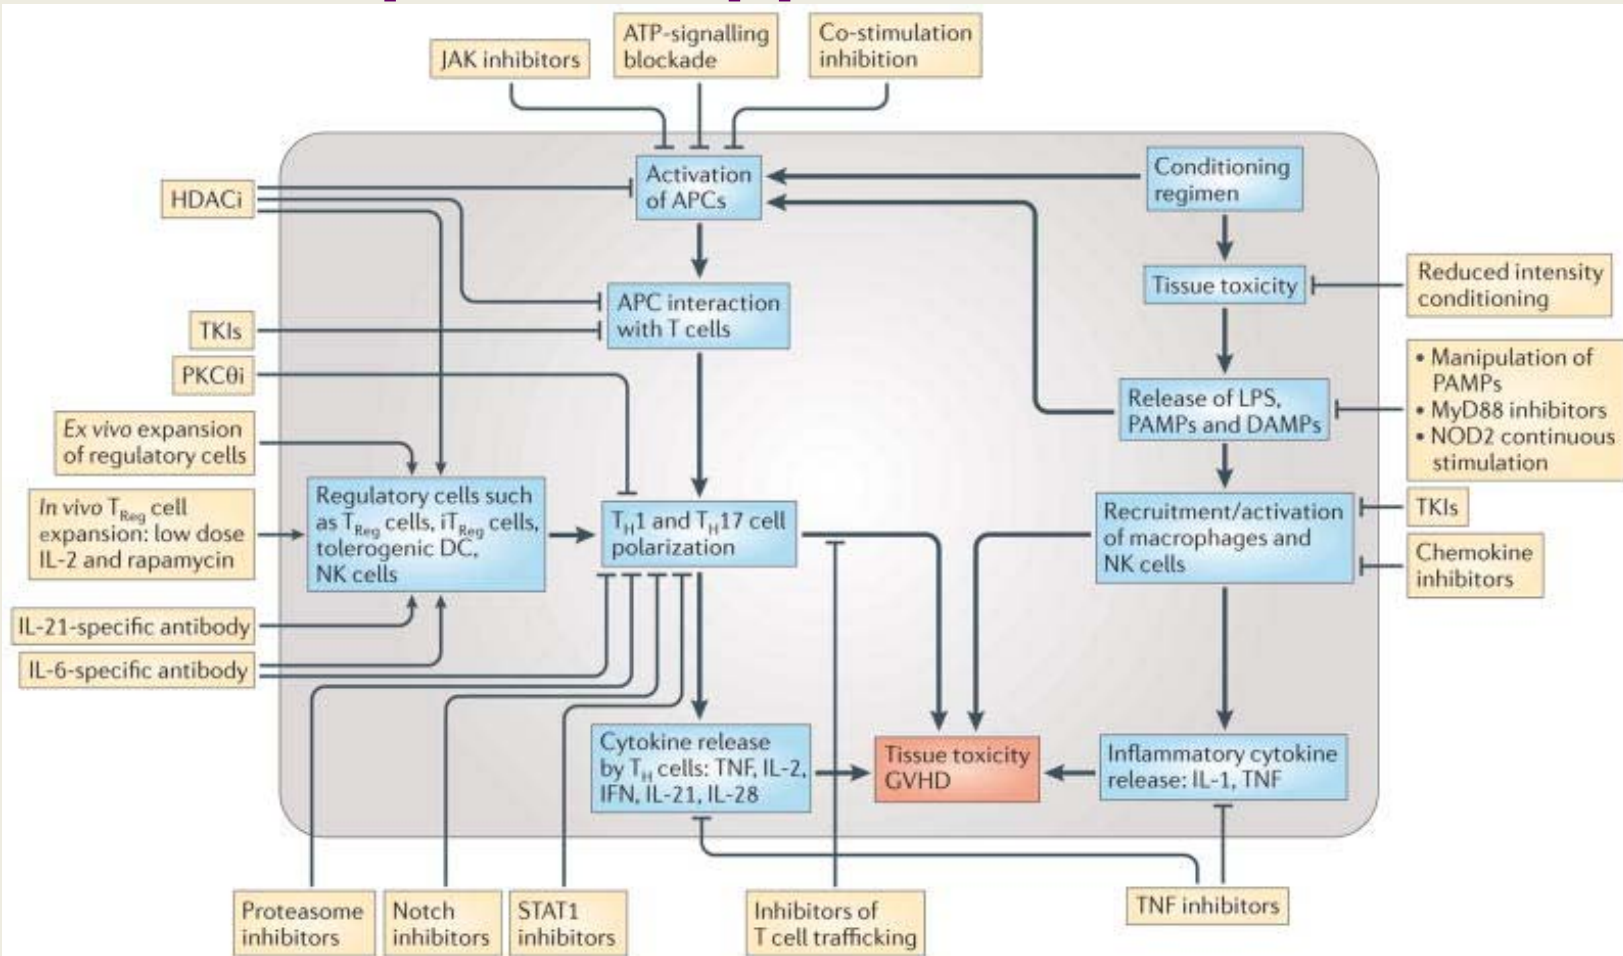 JAK inhibitors
ATP-signalling
blockade
Co-stimulation
inhibition
HDACi
Activation
of APCs
Conditioning
regimen
Tissue toxicity
Reduced intensity
conditioning
APC interaction
with T cells
TKIs
PKCθi
Release of LPS,
PAMPs and DAMPs
• Manipulation of
PAMPs
• MyD88 inhibitors
• NOD2 continuous
stimulation
Ex vivo expansion
of regulatory cells
In vivo TReg cell
expansion: low dose
IL-2 and rapamycin
Regulatory cells such
as TReg cells, iTReg cells,
tolerogenic DC,
NK cells
TH1 and TH17 cell
polarization
Recruitment/activation
of macrophages and
NK cells
TKIs
Chemokine
inhibitors
IL-21-specific antibody
IL-6-specific antibody
Cytokine release
by TH cells: TNF, IL-2,
IFN, IL-21, IL-28
Tissue toxicity
GVHD
Inflammatory cytokine
release: IL-1, TNF
Proteasome
inhibitors
Notch
inhibitors
STAT1
inhibitors
Inhibitors of
T cell trafficking
TNF inhibitors